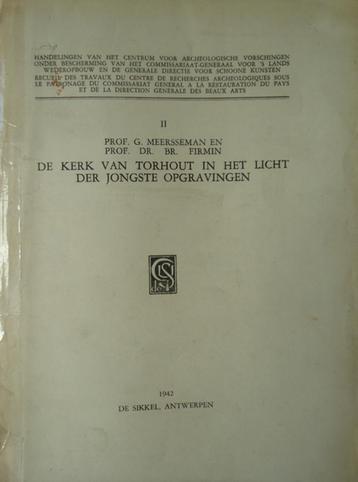 HANDELINGEN VAN HET CENTRUM VOOR ARCHEOLOGISCHE VORSCHINGEN
ONDER BESCHERMING VAN HET COMMISSARIAAT-GENERAAL VOOR 'S LANDS
WEDEROPBOUW EN DE GENERALE DIRECTIE VOOR SCHOONE KUNSTEN
RECUEIL DES TRAVAUX DU CENTRE DE RECHERCHES ARCHEOLOGIQUES SOUS
LE PATRONAGE DU COMMISSARIAT GENERAL A LA RESTAURATION DU PAYS
ET DE LA DIRECTION GENERALE DES BEAUX ARTS
II
PROF. G. MEERSSEMAN EN
PROF. DR. BR. FIRMIN
DE KERK VAN TORHOUT IN HET LICHT
DER JONGSTE OPGRAVINGEN
1942
DE SIKKEL, ANTWERPEN